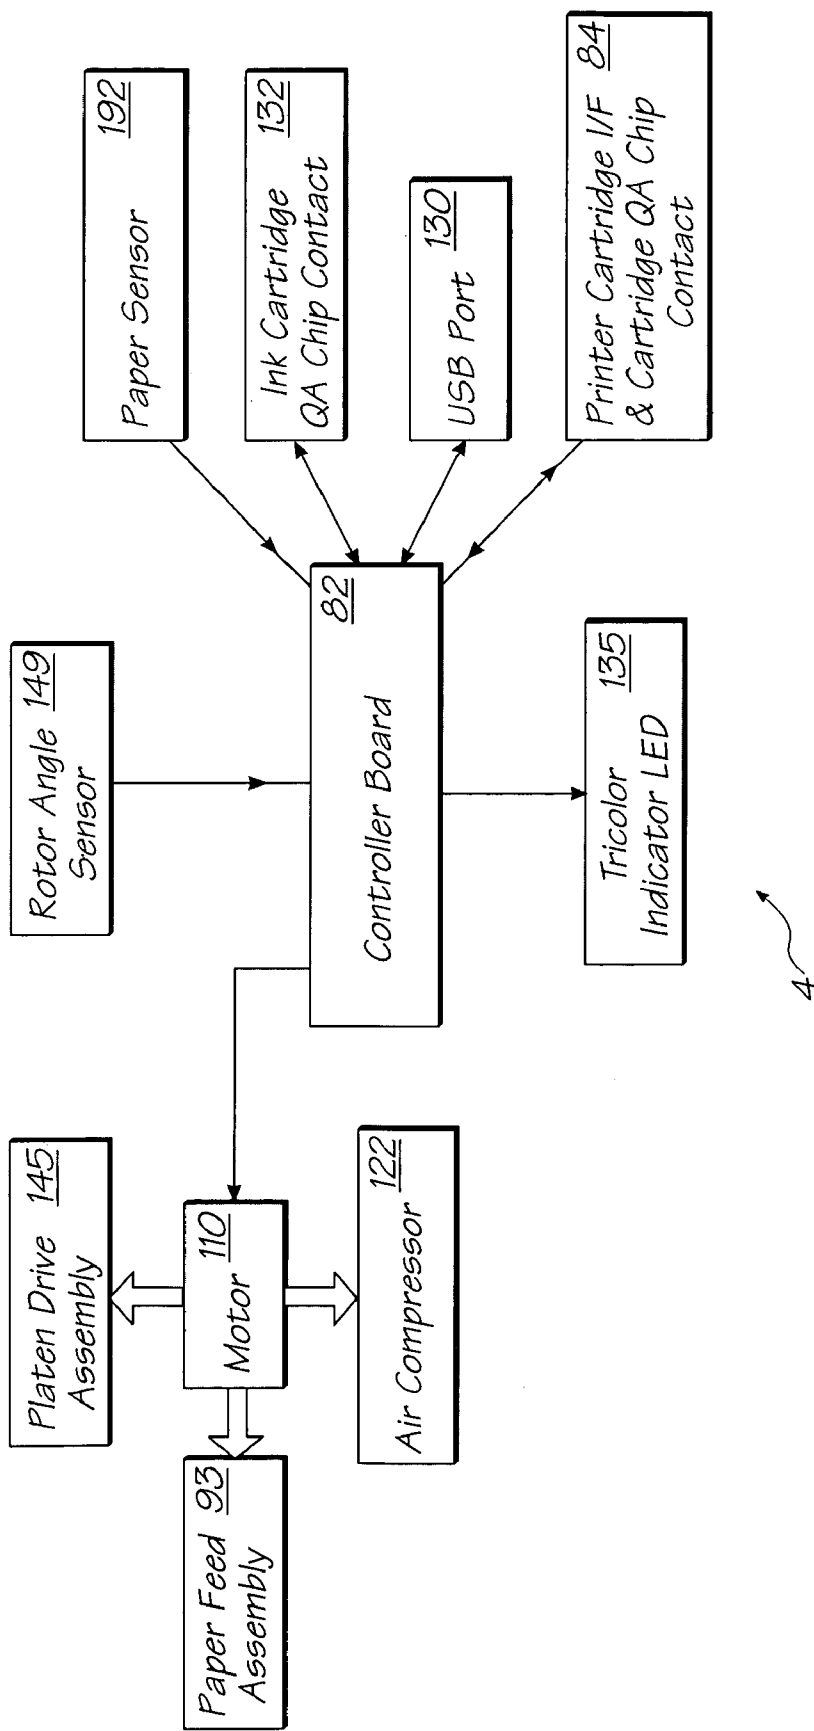 Platen Drive 145
Assembly
Rotor Angle 149
Sensor
Paper Sensor 192
Paper Feed 93
Assembly
110
Motor
82
Controller Board
Ink Cartridge 132
QA Chip Contact
Air Compressor 122
USB Port 130
Tricolor 135
Indicator LED
Printer Cartridge I/F 84
& Cartridge QA Chip
Contact
4